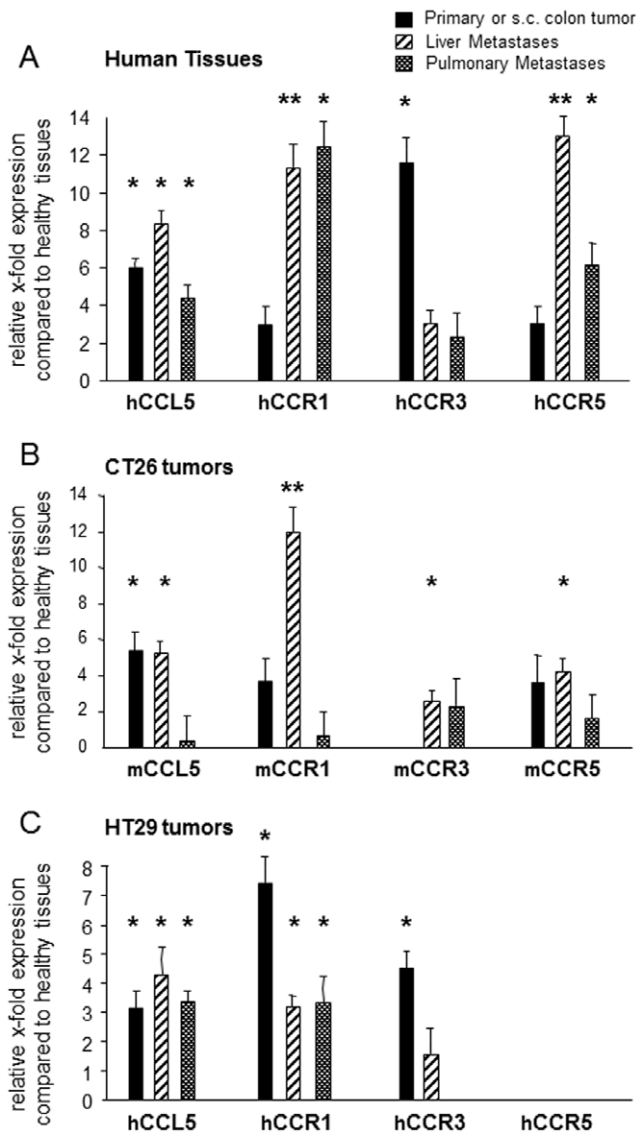 Primary or s.c. colon tumor
Liver Metastases
Pulmonary Metastases
A
Human Tissues
relative x-fold expression
compared to healthy tissues
14
12
10
8
6
4
2
0
* * *
** *
*
** *
hCCL5 hCCR1 hCCR3 hCCR5
B
CT26 tumors
relative x-fold expression
compared to healthy tissues
14
12
10
8
6
4
2
0
* *
**
*
*
mCCL5 mCCR1 mCCR3 mCCR5
C
HT29 tumors
relative x-fold expression
compared to healthy tissues
8
7
6
5
4
3
2
1
0
* * *
*
* *
*
hCCL5 hCCR1 hCCR3 hCCR5